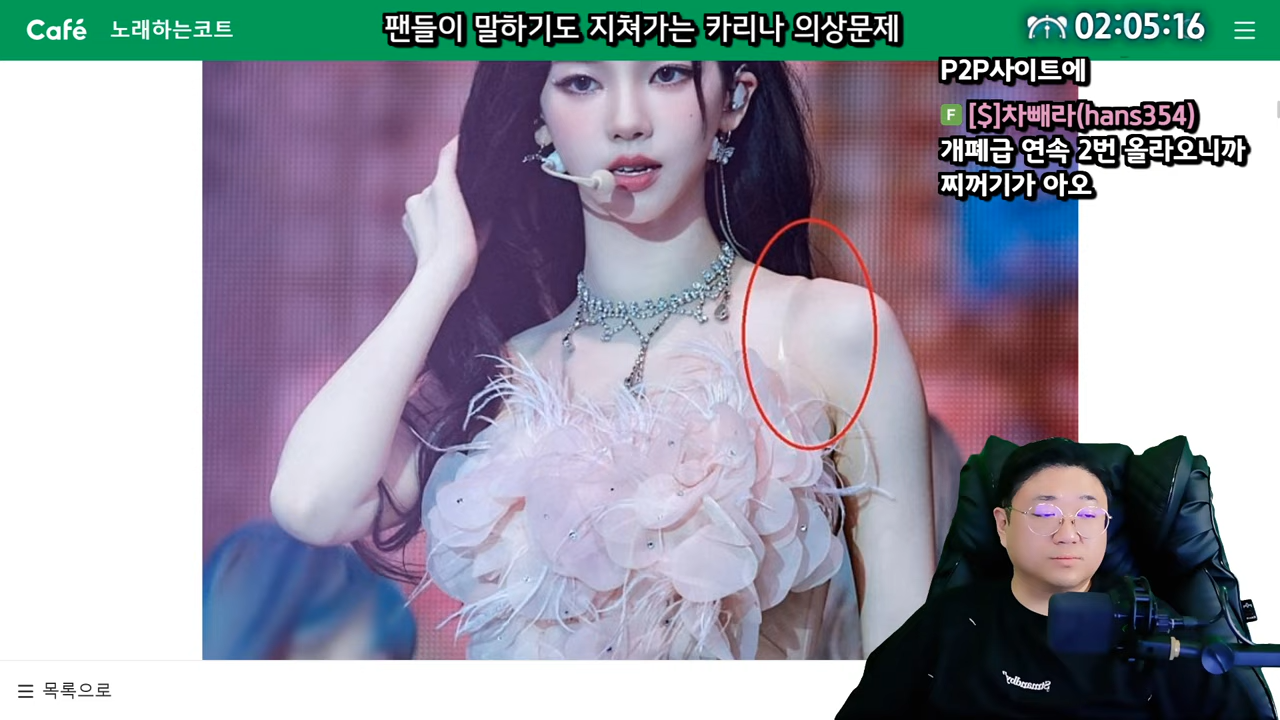 Café 노래하는코트
팬들이 말하기도 지쳐가는 카리나 의상문제
02:05:16
P2P사이트에
F [$]차빼라(hans354)
개폐급 연속 2번 올라오니까
찌꺼기가 아오
목록으로